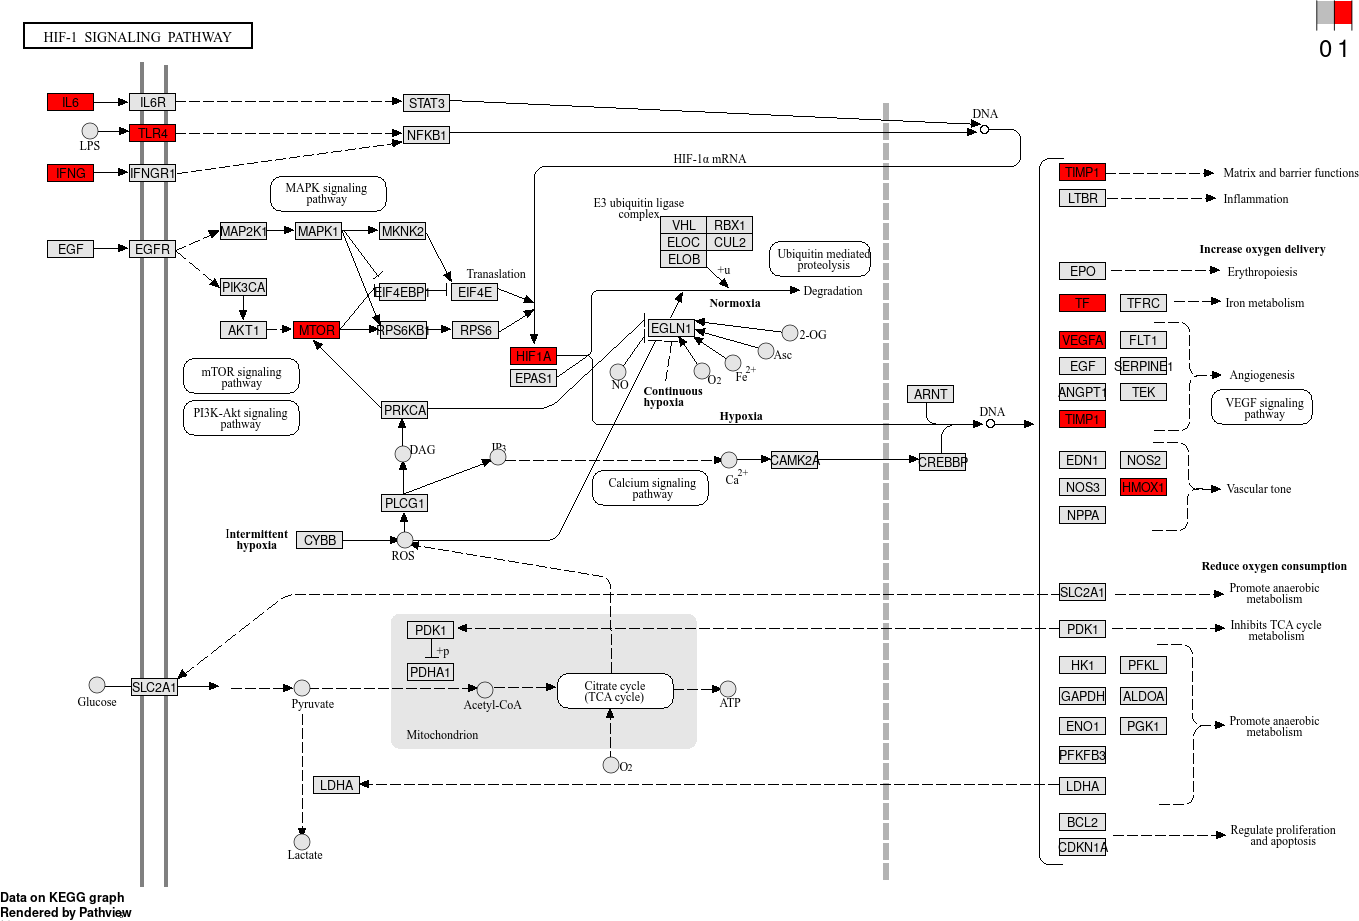 HIF-1 SIGNALING PATHWAY
0 1
IL6
IL6R
STAT3
DNA
LPS
TLR4
NFKB1
HIF-1α mRNA
IFNG
IFNGR1
MAPK signaling
pathway
E3 ubiquitin ligase
complex
VHL
RBX1
ELOC
CUL2
ELOB
+u
Ubiquitin mediated
proteolysis
EGF
EGFR
MAP2K1
MAPK1
MKNK2
PIK3CA
EIF4EBP1
EIF4E
Tranaslation
Degradation
Normoxia
AKT1
MTOR
RPS6KB1
RPS6
EGLN1
2-OG
Asc
Fe2+
O2
NO
HIF1A
EPAS1
Continuous
hypoxia
mTOR signaling
pathway
PI3K-Akt signaling
pathway
PRKCA
Hypoxia
ARNT
DNA
DAG
IP3
Ca2+
CAMK2A
CREBBP
Calcium signaling
pathway
PLCG1
Intermittent
hypoxia
CYBB
ROS
TIMP1
Matrix and barrier functions
LTBR
Inflammation
Increase oxygen delivery
EPO
Erythropoiesis
TF
TFRC
Iron metabolism
VEGFA
FLT1
EGF
SERPINE1
Angiogenesis
ANGPT1
TEK
VEGF signaling
pathway
TIMP1
EDN1
NOS2
NOS3
HMOX1
Vascular tone
NPPA
Reduce oxygen consumption
SLC2A1
Promote anaerobic
metabolism
PDK1
Inhibits TCA cycle
metabolism
HK1
PFKL
GAPDH
ALDOA
ENO1
PGK1
Promote anaerobic
metabolism
PFKFB3
LDHA
BCL2
Regulate proliferation
and apoptosis
CDKN1A
PDK1
+p
PDHA1
Glucose
SLC2A1
Pyruvate
Acetyl-CoA
Citrate cycle
(TCA cycle)
ATP
Mitochondrion
O2
LDHA
Lactate
Data on KEGG graph
Rendered by Pathview